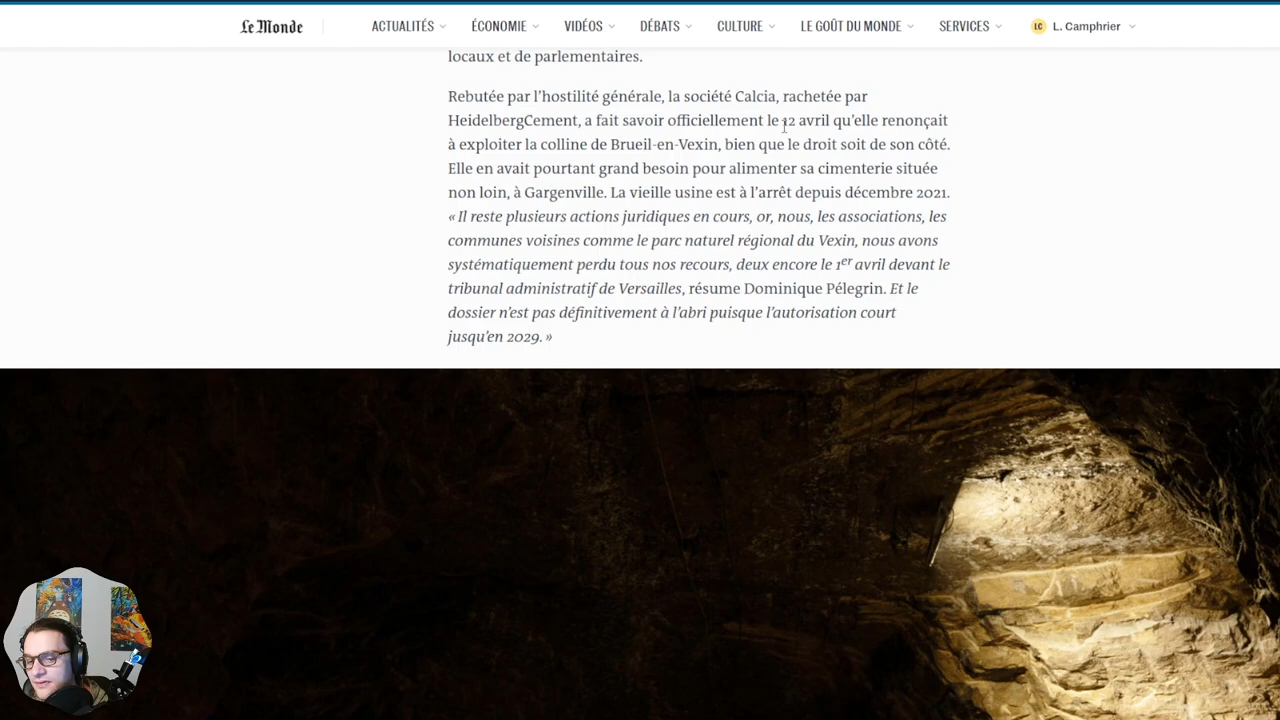 Le Monde
ACTUALITÉS
ÉCONOMIE
VIDÉOS
DÉBATS
CULTURE
LE GOÛT DU MONDE
SERVICES
LC
L. Camphrier
locaux et de parlementaires.
Rebutée par l’hostilité générale, la société Calcia, rachetée par
HeidelbergCement, a fait savoir officiellement le 12 avril qu’elle renonçait
à exploiter la colline de Brueil-en-Vexin, bien que le droit soit de son côté.
Elle en avait pourtant grand besoin pour alimenter sa cimenterie située
non loin, à Gargenville. La vieille usine est à l’arrêt depuis décembre 2021.
« Il reste plusieurs actions juridiques en cours, or, nous, les associations, les
communes voisines comme le parc naturel régional du Vexin, nous avons
systématiquement perdu tous nos recours, deux encore le 1er avril devant le
tribunal administratif de Versailles, résume Dominique Pélegrin. Et le
dossier n’est pas définitivement à l’abri puisque l’autorisation court
jusqu’en 2029. »